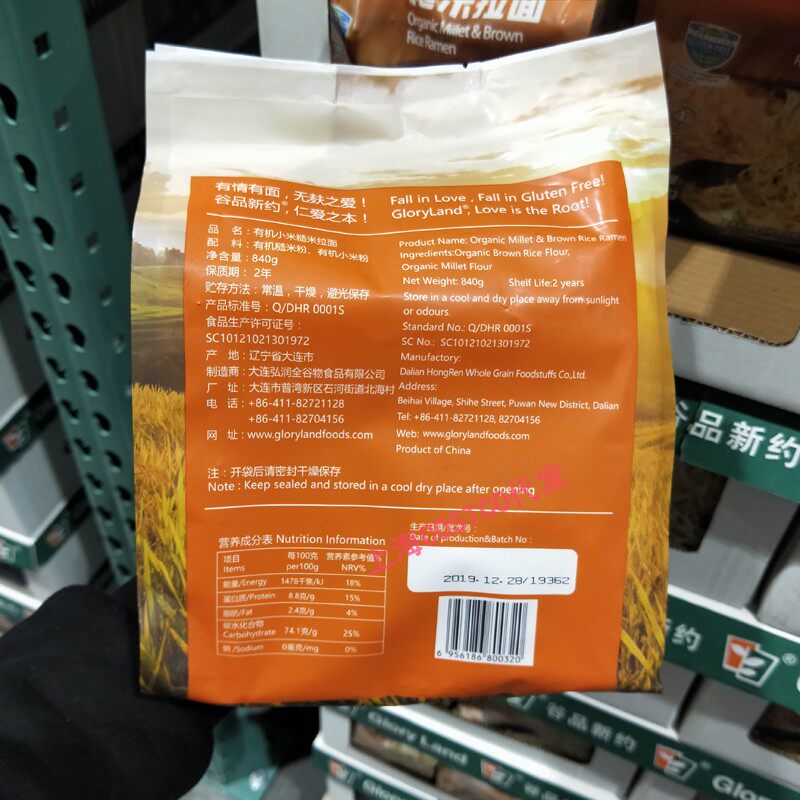 Organic Millet & Brown
Rice Ramen
有情有面，无麸之爱！
谷品新约®，仁爱之本！
Fall in Love , Fall in Gluten Free!
GloryLand®, Love is the Root!
品　名：有机小米糙米拉面
配　料：有机糙米粉、有机小米粉
净含量：840g
保质期：2年
贮存方法：常温，干燥，避光保存
产品标准号：Q/DHR 0001S
食品生产许可证号：
SC10121021301972
产　地：辽宁省大连市
制造商：大连弘润全谷物食品有限公司
厂　址：大连市普湾新区石河街道北海村
电　话：+86-411-82721128
+86-411-82704156
网　址：www.glorylandfoods.com
Product Name: Organic Millet & Brown Rice Ramen
Ingredients:Organic Brown Rice Flour,
Organic Millet Flour
Net Weight: 840g Shelf Life:2 years
Store in a cool and dry place away from sunlight
or odours.
Standard No.: Q/DHR 0001S
SC No.: SC10121021301972
Manufactory:
Dalian HongRen Whole Grain Foodstuffs Co.,Ltd.
Address:
Beihai Village, Shihe Street, Puwan New District, Dalian
Tel: +86-411-82721128, 82704156
Web: www.glorylandfoods.com
Product of China
注：开袋后请密封干燥保存
Note : Keep sealed and stored in a cool dry place after opening
营养成分表 Nutrition Information
项目 每100克 营养素参考值%
Items per100g NRV%
能量/Energy 1478千焦/kJ 18%
蛋白质/Protein 8.8克/g 15%
脂肪/Fat 2.4克/g 4%
碳水化合物
Carbohydrate 74.1克/g 25%
钠/Sodium 0毫克/mg 0%
生产日期/批次号：
Date of production&Batch No :
2019.12.28/19362
6 956186 800320
谷品新约
Glory Land 谷品新约